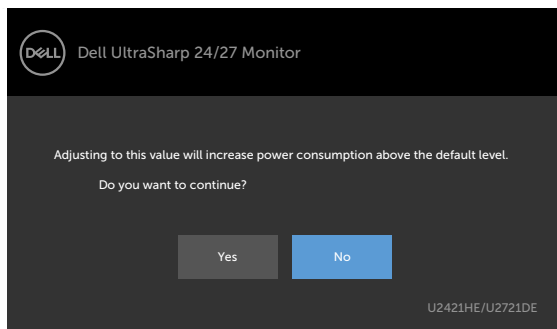 DELL
Dell UltraSharp 24/27 Monitor
Adjusting to this value will increase power consumption above the default level.
Do you want to continue?
Yes
No
U2421HE/U2721DE